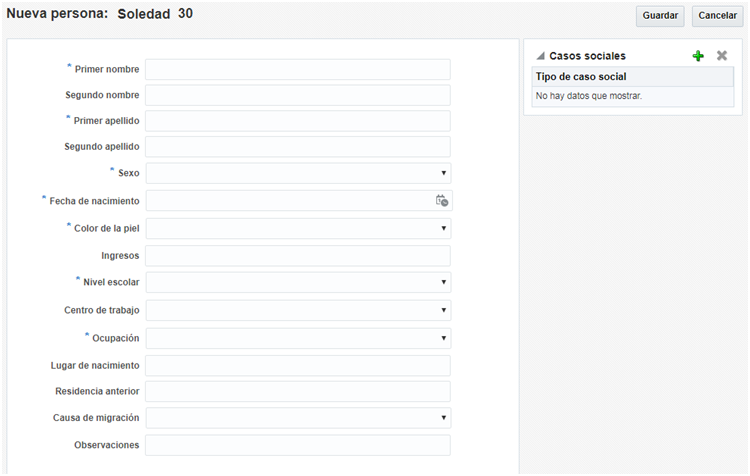 Nueva persona: Soledad 30
Guardar
Cancelar
* Primer nombre
Segundo nombre
* Primer apellido
Segundo apellido
* Sexo
* Fecha de nacimiento
* Color de la piel
Ingresos
* Nivel escolar
Centro de trabajo
* Ocupación
Lugar de nacimiento
Residencia anterior
Causa de migración
Observaciones
Casos sociales
Tipo de caso social
No hay datos que mostrar.